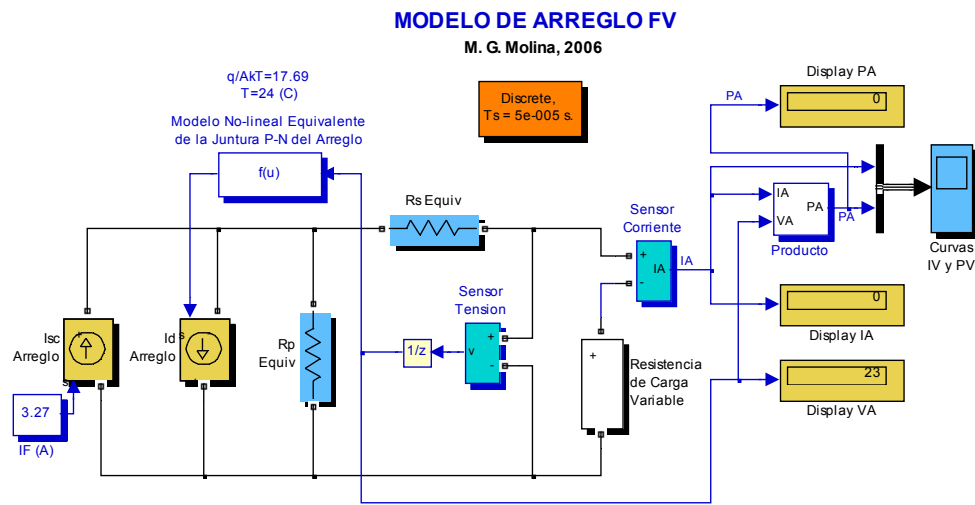 MODELO DE ARREGLO FV
M. G. Molina, 2006
q/AkT=17.69
T=24 (C)
Modelo No-lineal Equivalente
de la Juntura P-N del Arreglo
f(u)
Discrete,
Ts = 5e-005 s.
Display PA
0
PA
IA
VA
PA
PA
Producto
Curvas
IV y PV
Rs Equiv
Sensor
Corriente
+
IA
-
IA
Sensor
Tension
+
v
-
1/z
Isc
Arreglo
+
s
Id
Arreglo
s
Rp
Equiv
+
Resistencia
de Carga
Variable
0
Display IA
23
Display VA
3.27
IF (A)